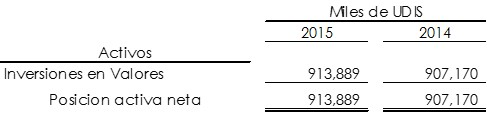 Miles de UDIS
2015 2014
Activos
Inversiones en Valores 913,889 907,170
Posicion activa neta 913,889 907,170